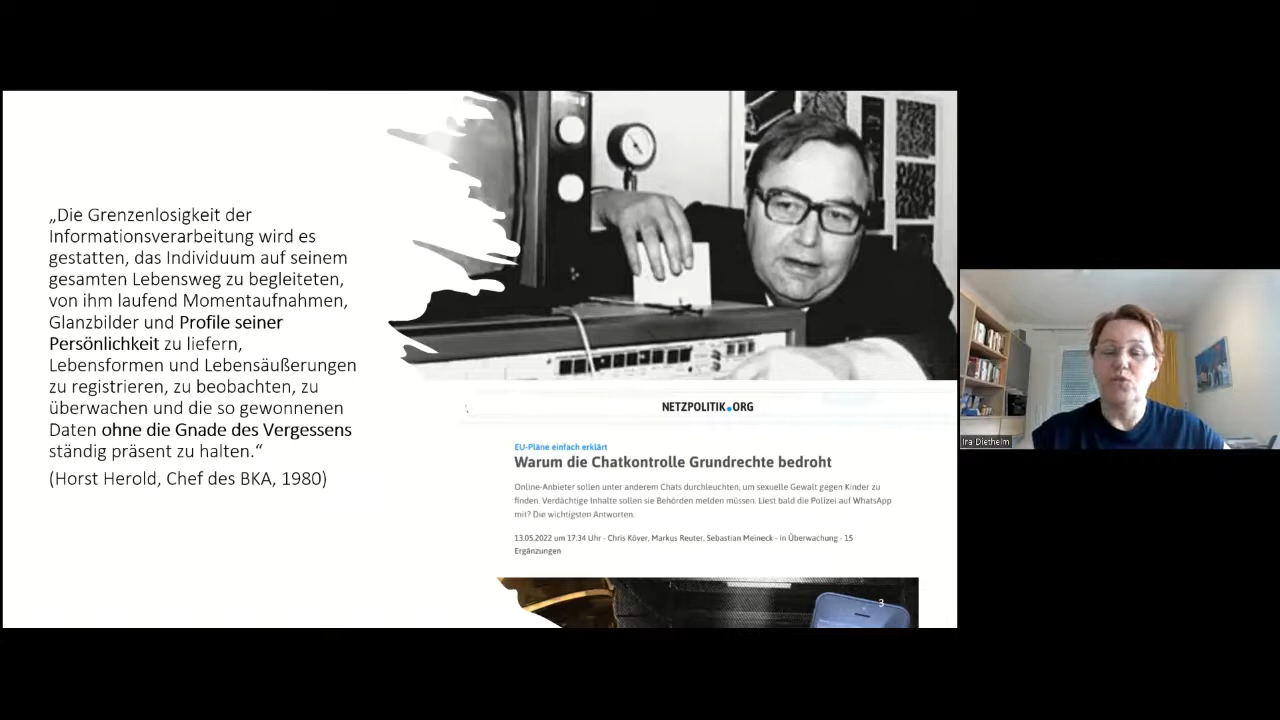 „Die Grenzenlosigkeit der
Informationsverarbeitung wird es
gestatten, das Individuum auf seinem
gesamten Lebensweg zu begleiteten,
von ihm laufend Momentaufnahmen,
Glanzbilder und Profile seiner
Persönlichkeit zu liefern,
Lebensformen und Lebensäußerungen
zu registrieren, zu beobachten, zu
überwachen und die so gewonnenen
Daten ohne die Gnade des Vergessens
ständig präsent zu halten.“
(Horst Herold, Chef des BKA, 1980)
NETZPOLITIK.ORG
EU-Pläne einfach erklärt
Warum die Chatkontrolle Grundrechte bedroht
Online-Anbieter sollen unter anderem Chats durchleuchten, um sexuelle Gewalt gegen Kinder zu
finden. Verdächtige Inhalte sollen sie Behörden melden müssen. Liest bald die Polizei auf WhatsApp
mit? Die wichtigsten Antworten.
13.05.2022 um 17:34 Uhr - Chris Köver, Markus Reuter, Sebastian Meineck - in Überwachung - 15
Ergänzungen
3
Ira Diethelm